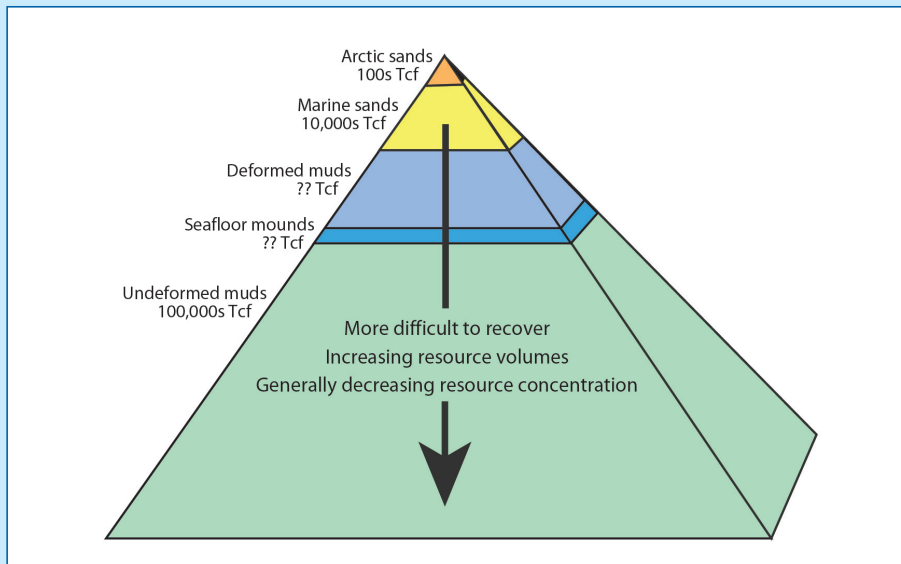 Arctic sands
100s Tcf
Marine sands
10,000s Tcf
Deformed muds
?? Tcf
Seafloor mounds
?? Tcf
Undeformed muds
100,000s Tcf
More difficult to recover
Increasing resource volumes
Generally decreasing resource concentration